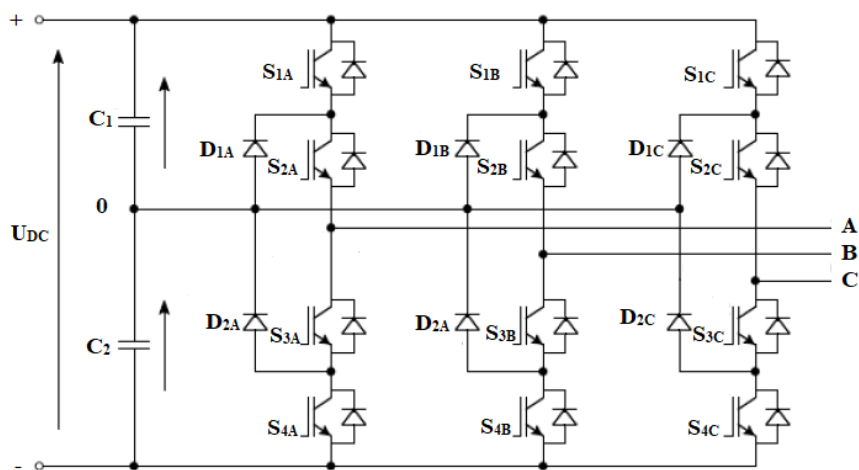 +
S1A
S1B
S1C
C1
D1A
S2A
D1B
S2B
D1C
S2C
0
A
UDC
B
C
D2A
S3A
D2A
S3B
D2C
S3C
C2
S4A
S4B
S4C
-